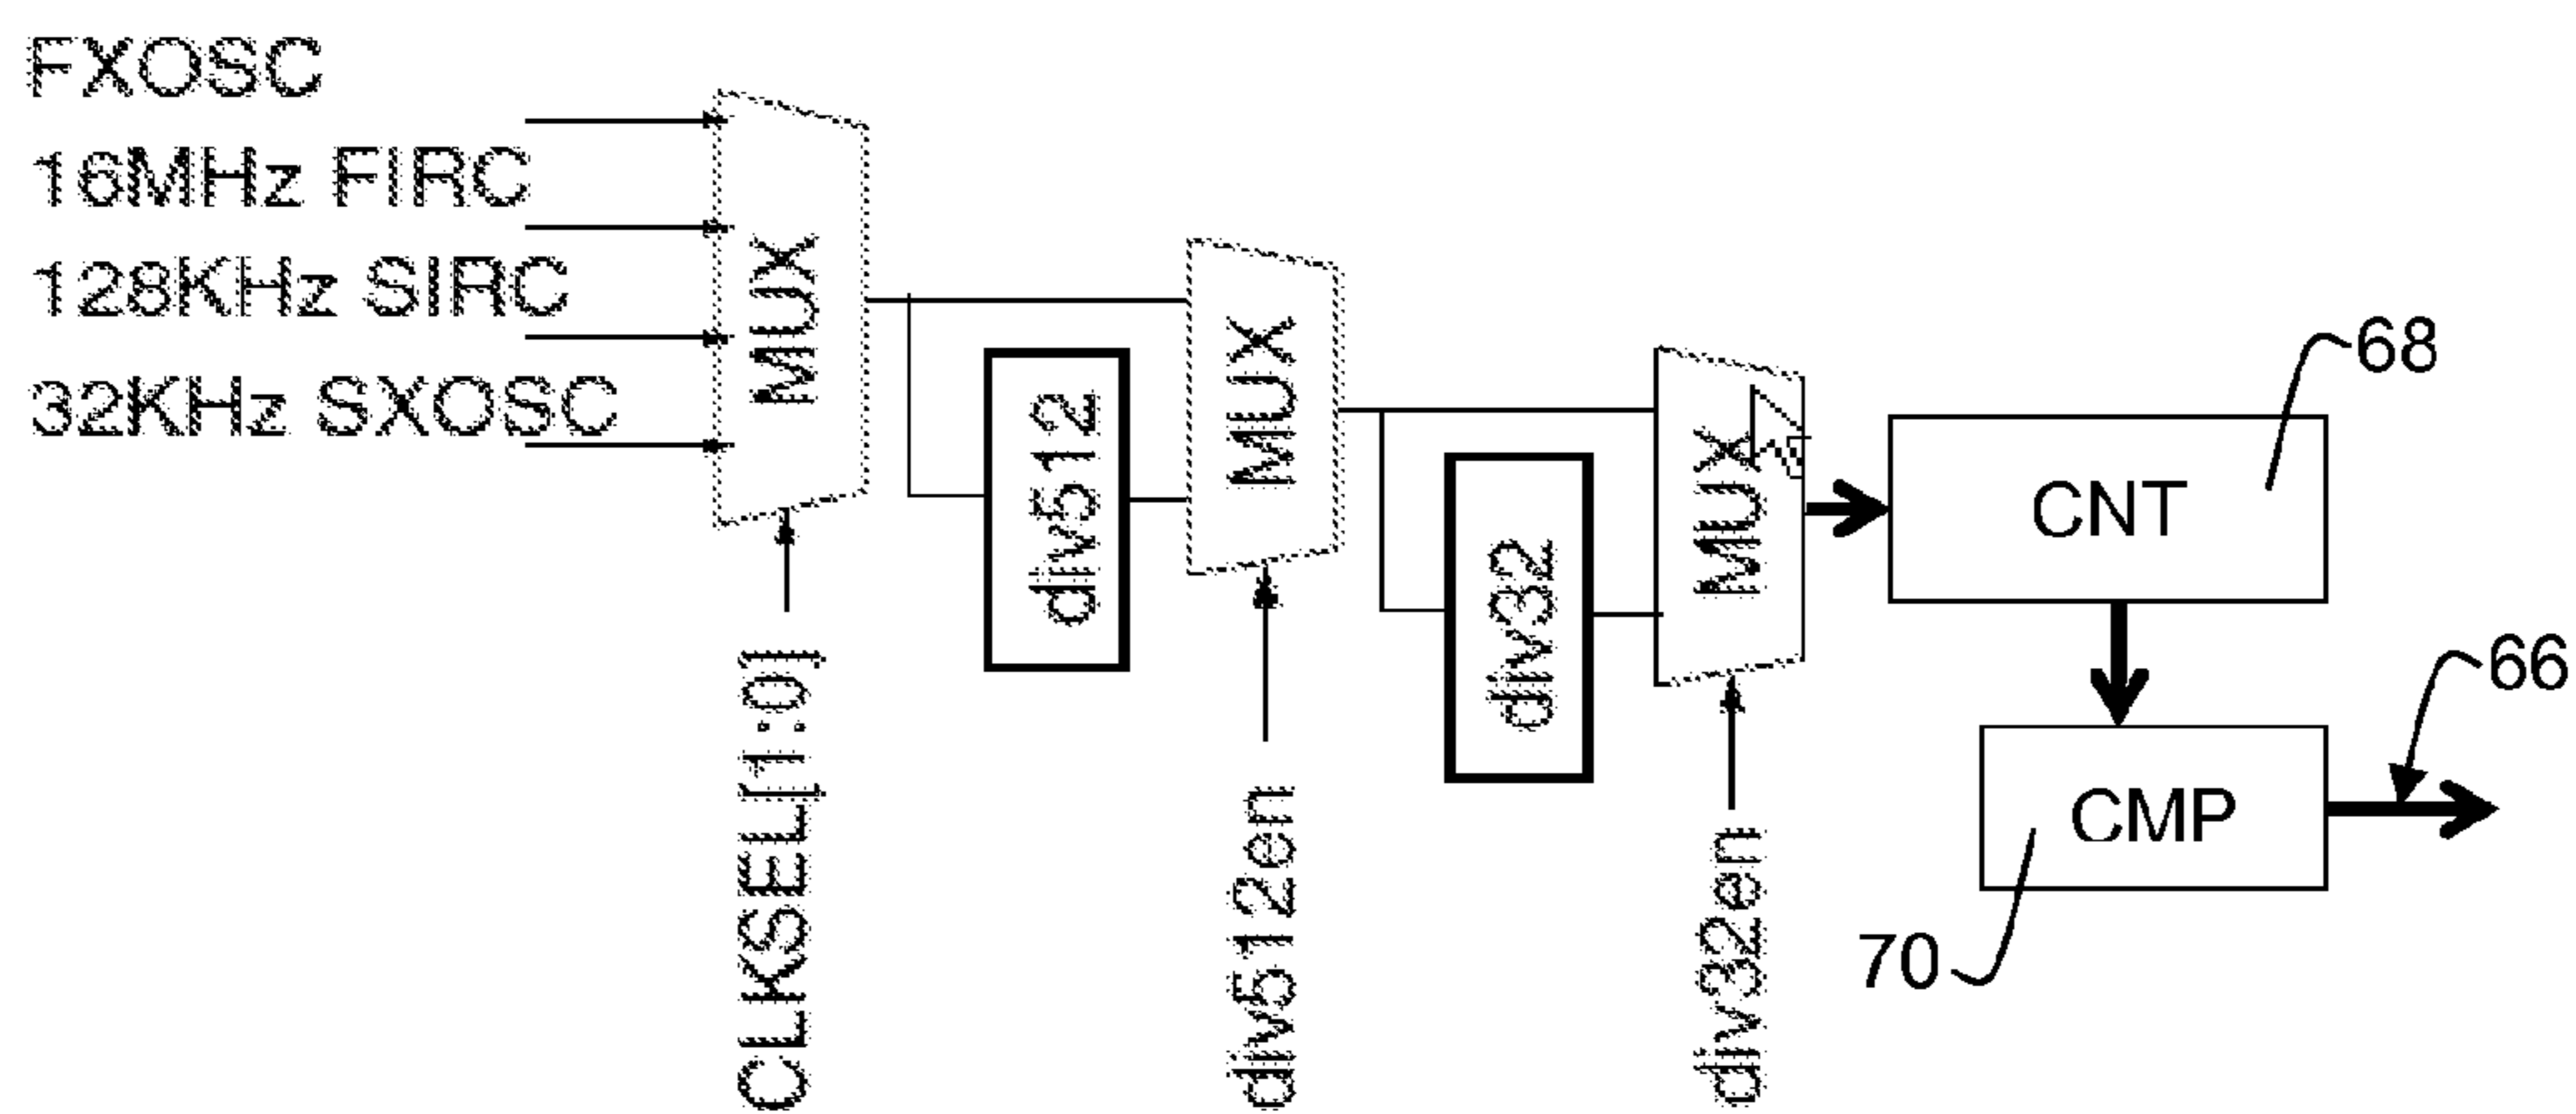 FXOSC
16MHz FIRC
128KHz SIRC
32KHz SXOSC
MUX
CLKSEL[1:0]
div512
MUX
div512en
div32
MUX
div32en
CNT
68
CMP
66
70